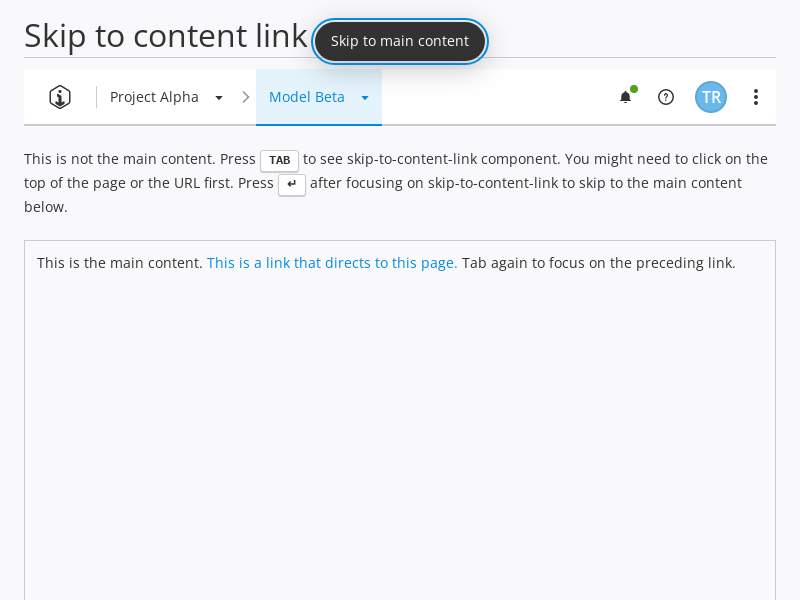 Skip to content link
Skip to main content
Project Alpha
Model Beta
TR
This is not the main content. Press TAB to see skip-to-content-link component. You might need to click on the
top of the page or the URL first. Press ↵ after focusing on skip-to-content-link to skip to the main content
below.
This is the main content. This is a link that directs to this page. Tab again to focus on the preceding link.